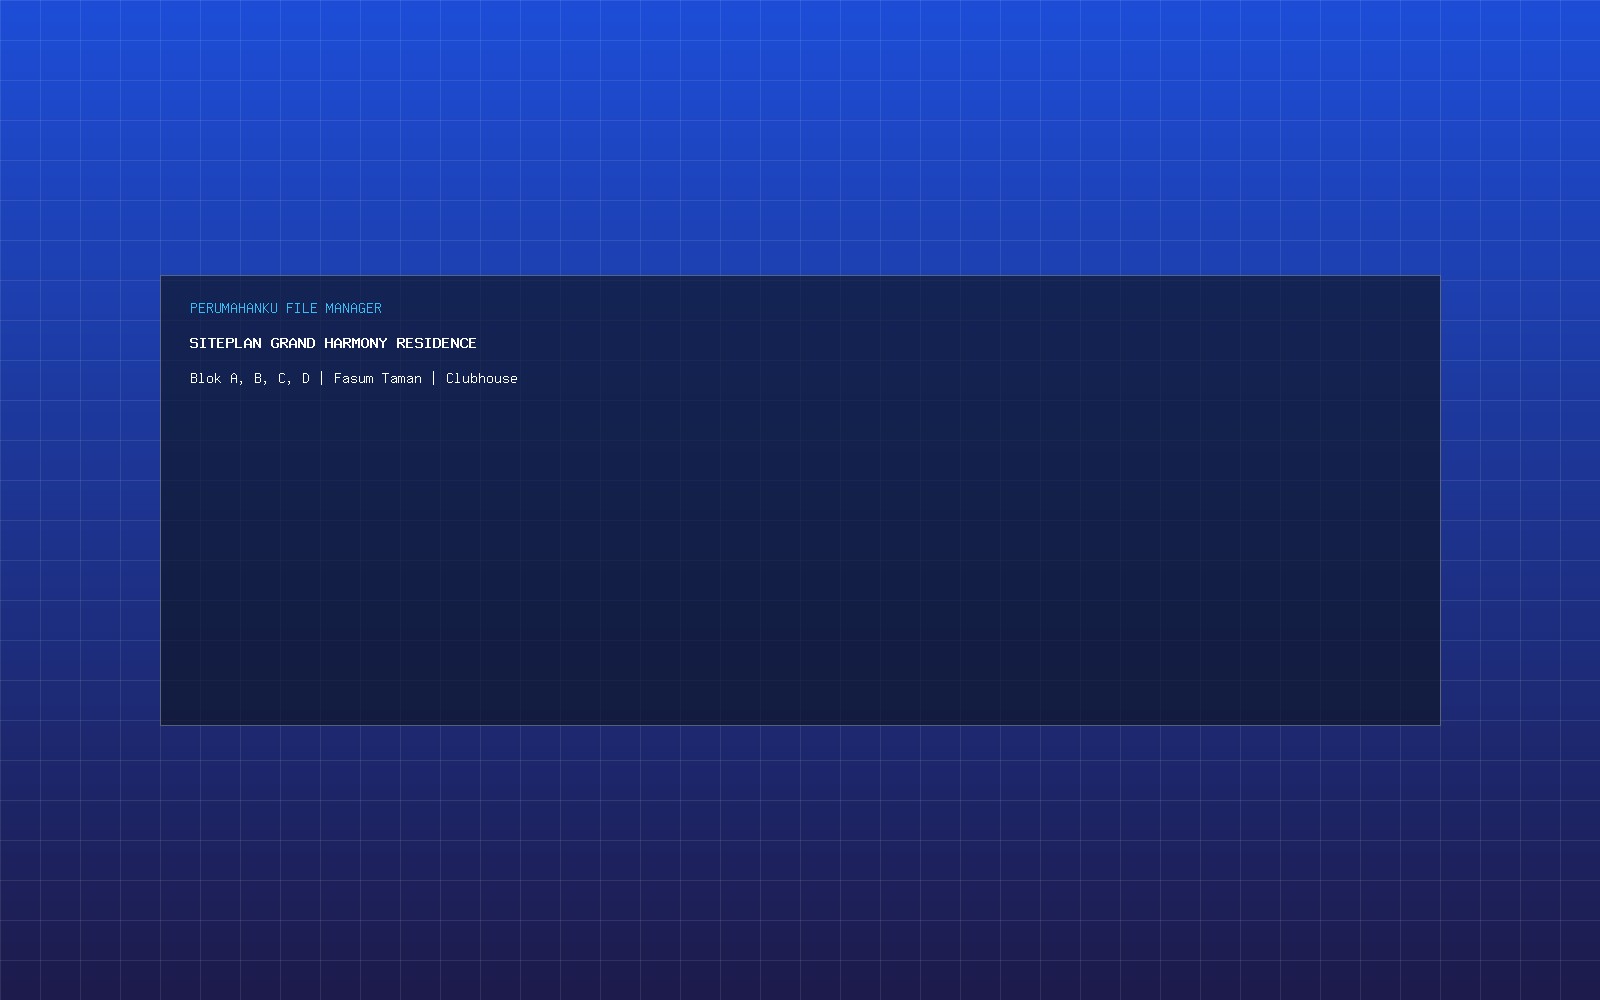 PERUMAHANKU FILE MANAGER
SITEPLAN GRAND HARMONY RESIDENCE
Blok A, B, C, D | Fasum Taman | Clubhouse